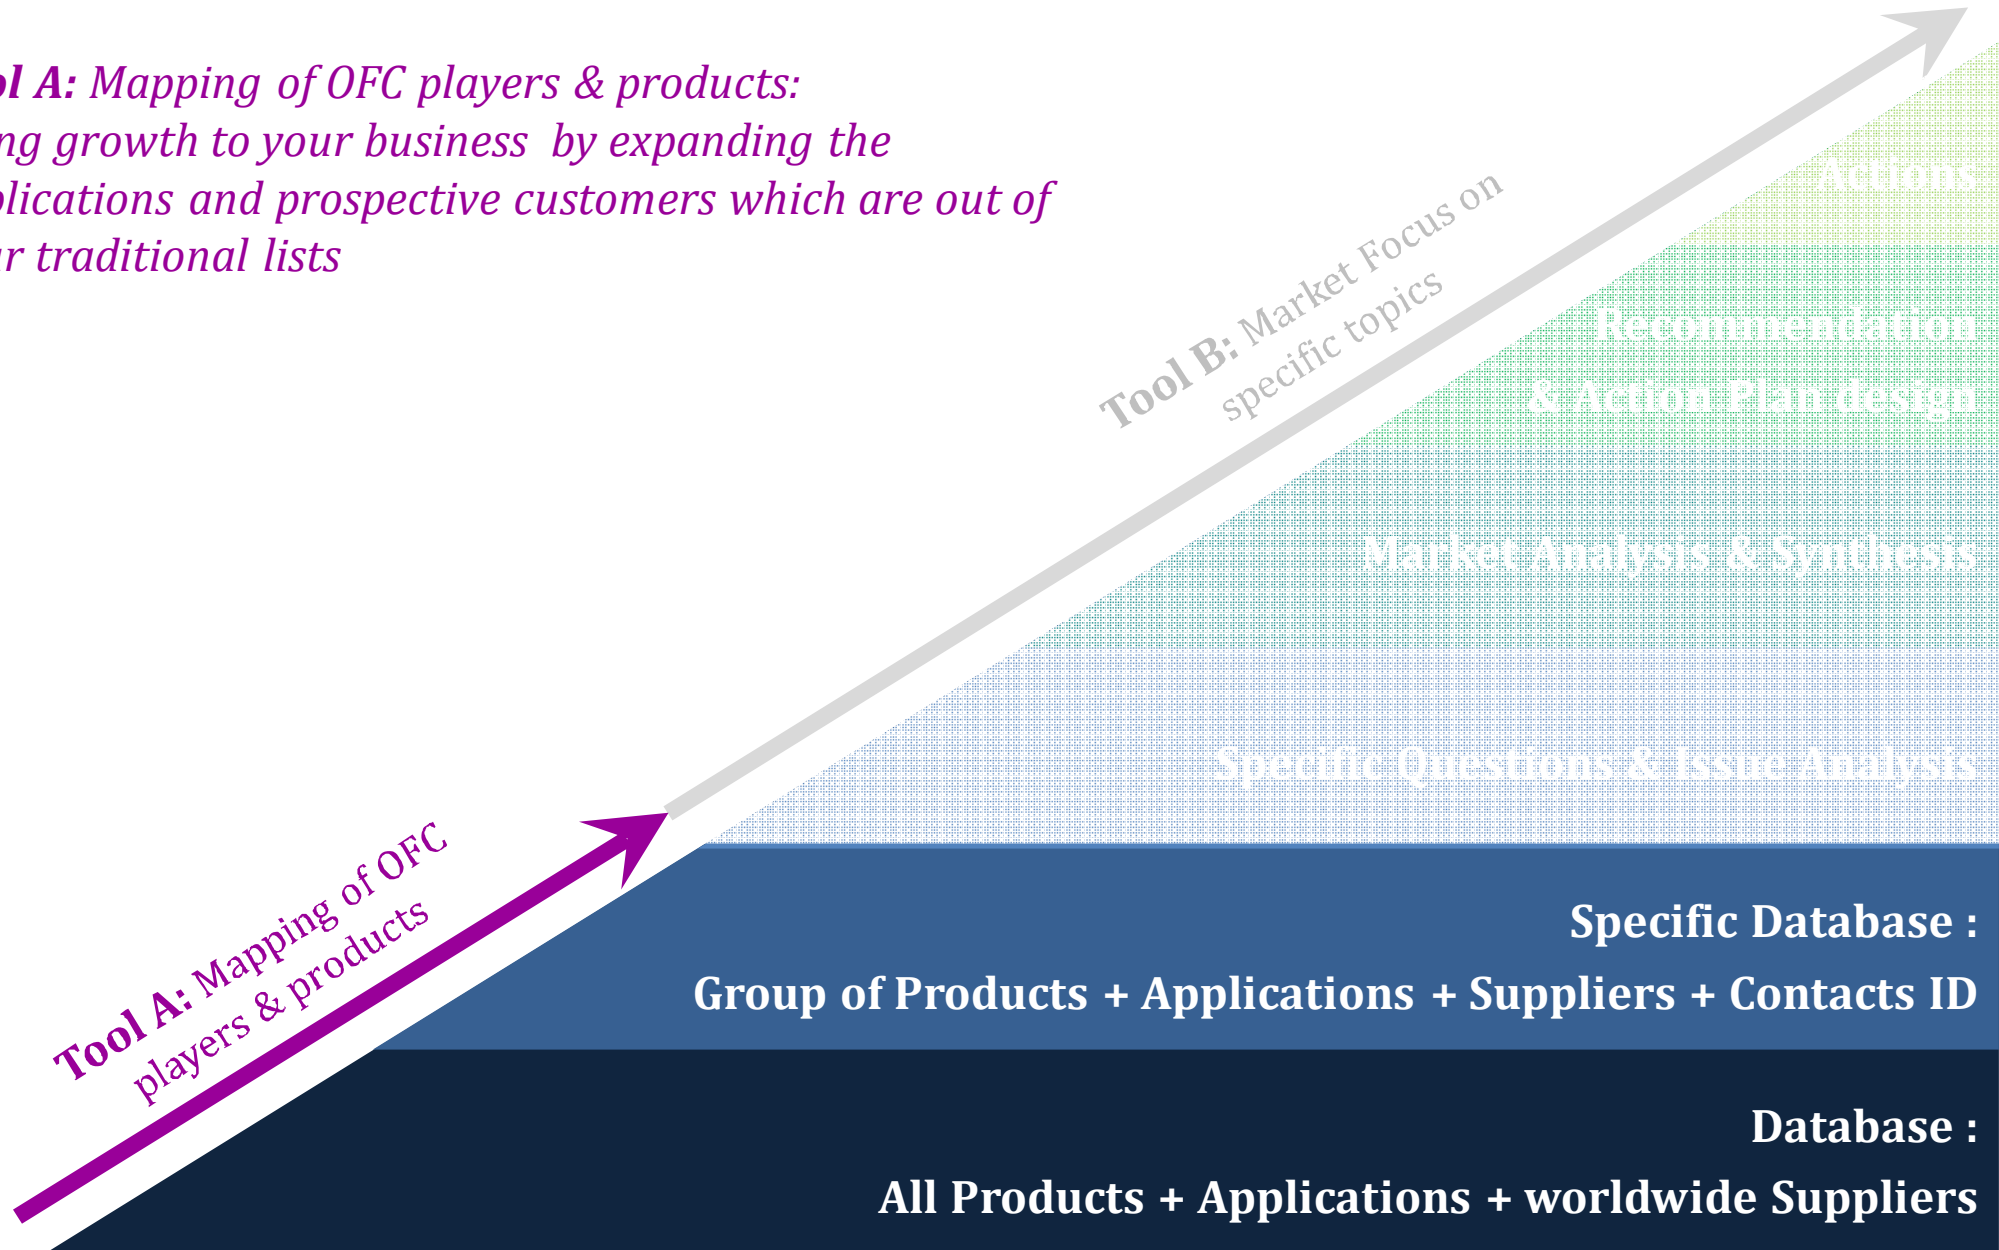 l A: Mapping of OFC players & products:
ng growth to your business by expanding the
plications and prospective customers which are out of
r traditional lists
Tool B: Market Focus on
specific topics
Actions
Recommendation
& Action Plan design
Market Analysis & Synthesis
Specific Questions & Issue Analysis
Tool A: Mapping of OFC
players & products
Specific Database :
Group of Products + Applications + Suppliers + Contacts ID
Database :
All Products + Applications + worldwide Suppliers